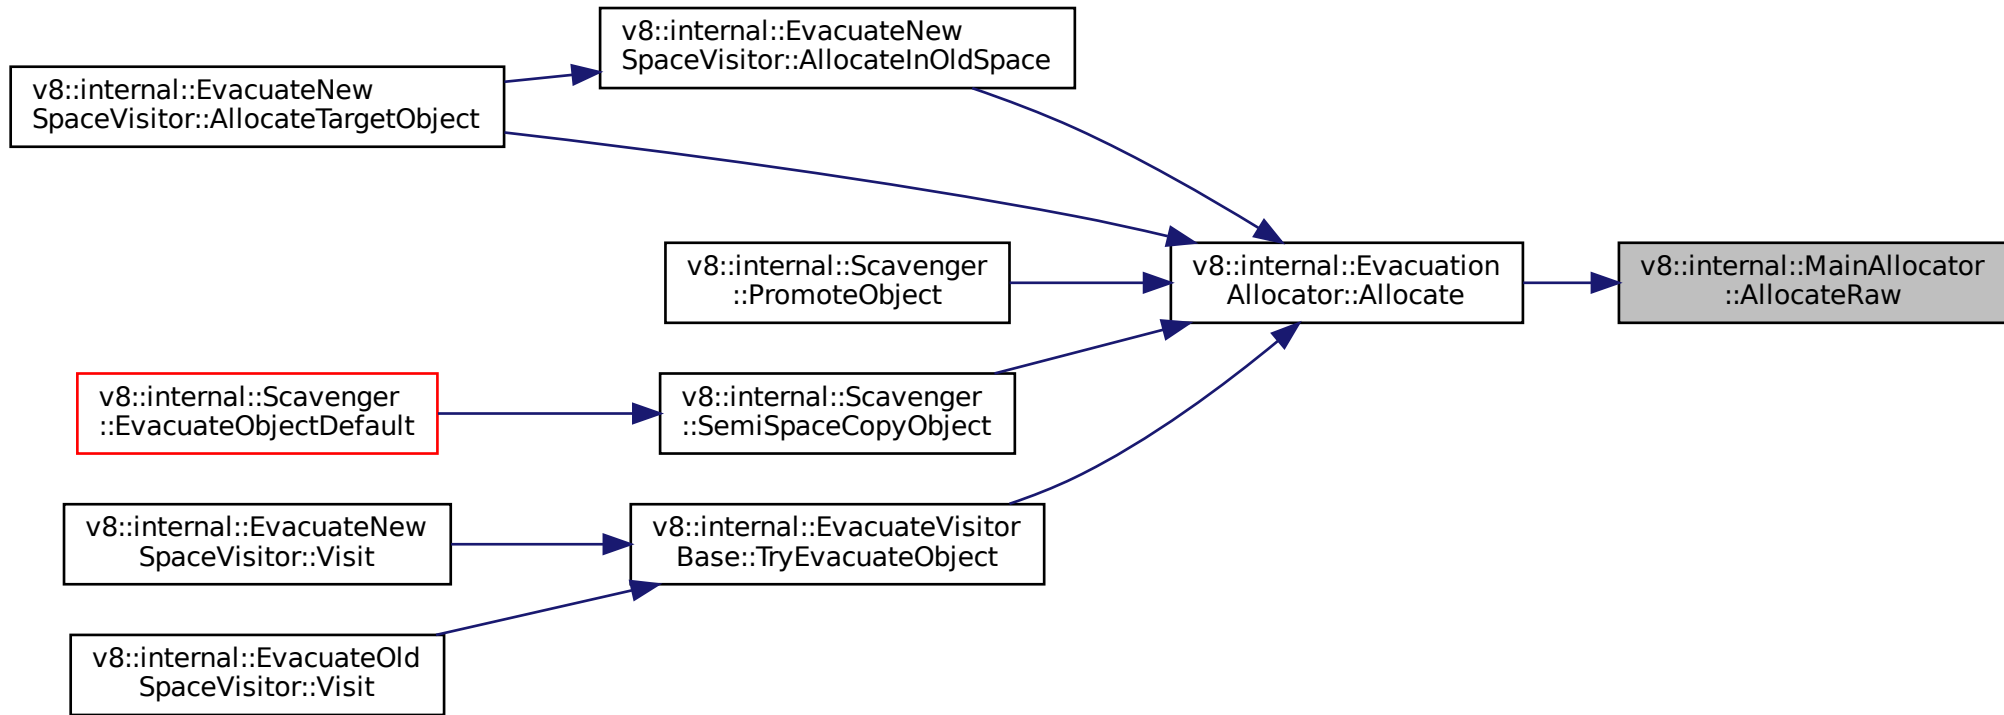 v8::internal::EvacuateNew
SpaceVisitor::AllocateInOldSpace
v8::internal::EvacuateNew
SpaceVisitor::AllocateTargetObject
v8::internal::Scavenger
::PromoteObject
v8::internal::Evacuation
Allocator::Allocate
v8::internal::MainAllocator
::AllocateRaw
v8::internal::Scavenger
::EvacuateObjectDefault
v8::internal::Scavenger
::SemiSpaceCopyObject
v8::internal::EvacuateNew
SpaceVisitor::Visit
v8::internal::EvacuateVisitor
Base::TryEvacuateObject
v8::internal::EvacuateOld
SpaceVisitor::Visit